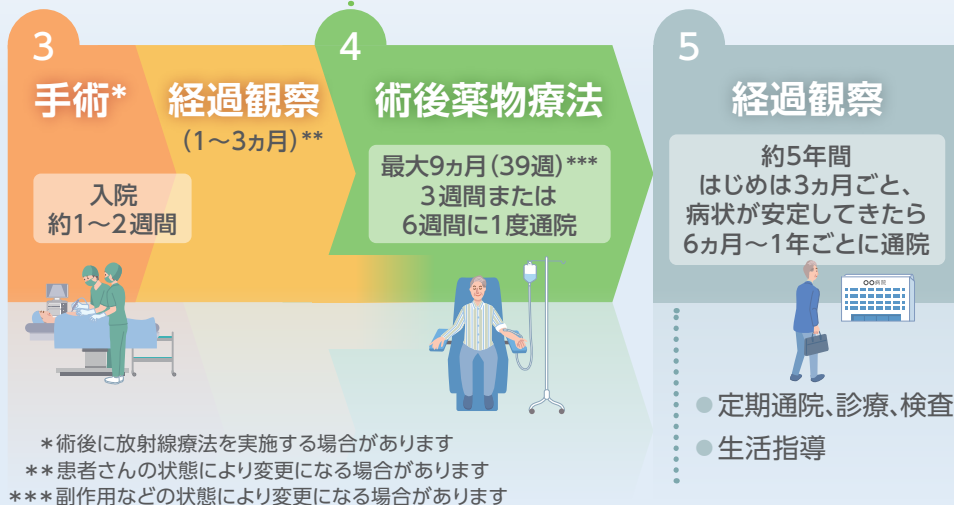 3
手術*
入院
約1～2週間
経過観察
(1～3ヵ月)**
4
術後薬物療法
最大9ヵ月(39週)***
3週間または
6週間に1度通院
5
経過観察
約5年間
はじめは3ヵ月ごと、
病状が安定してきたら
6ヵ月～1年ごとに通院
○○病院
●定期通院、診療、検査
●生活指導
*術後に放射線療法を実施する場合があります
**患者さんの状態により変更になる場合があります
***副作用などの状態により変更になる場合があります